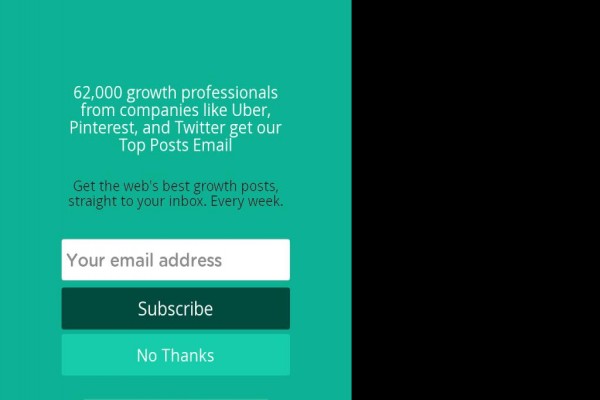 62,000 growth professionals
from companies like Uber,
Pinterest, and Twitter get our
Top Posts Email
Get the web's best growth posts,
straight to your inbox. Every week.
Your email address
Subscribe
No Thanks